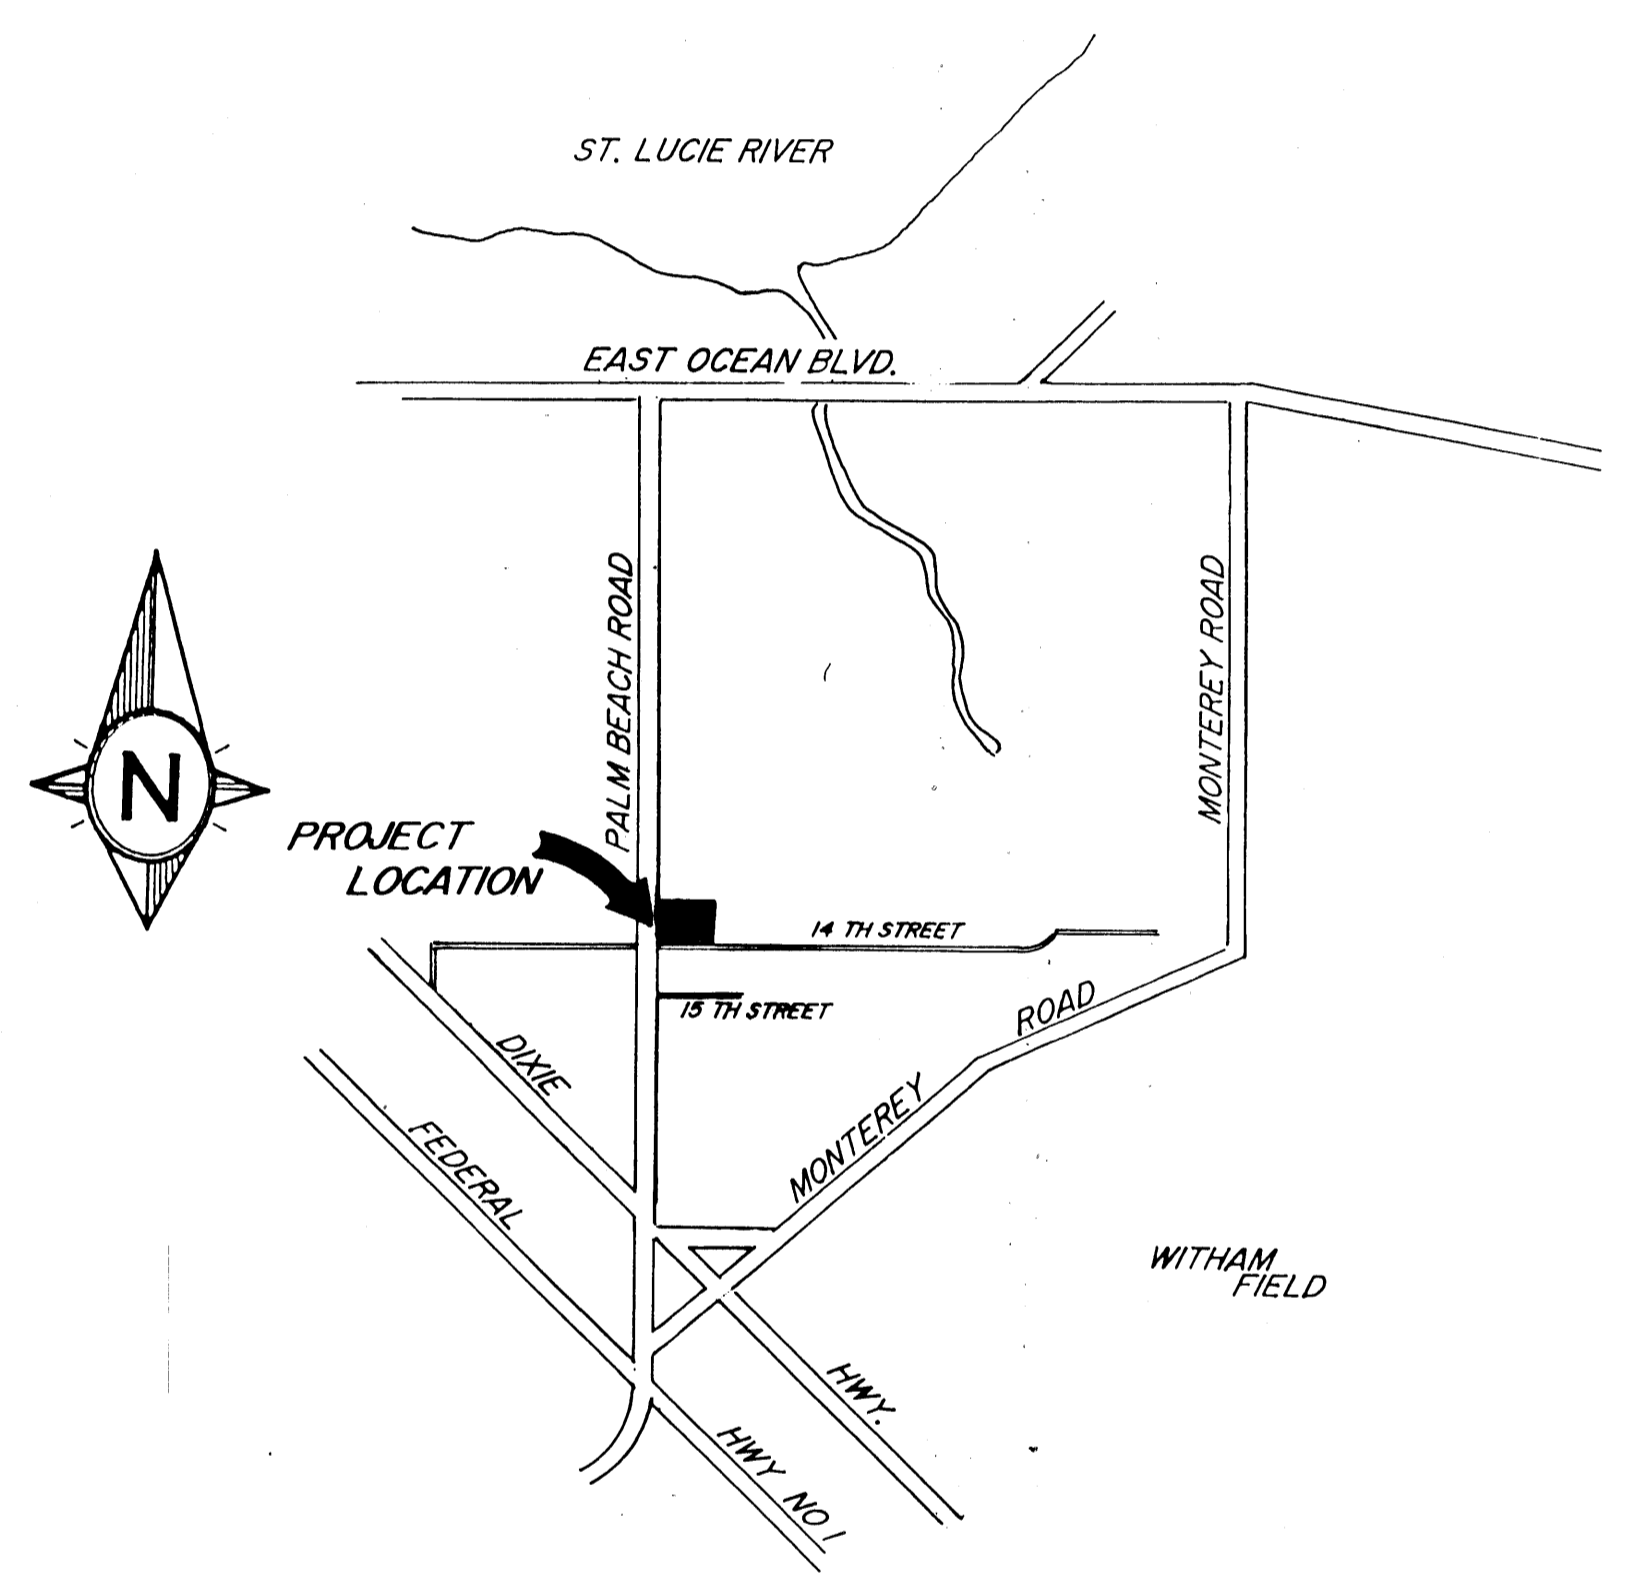 ST. LUCIE RIVER
EAST OCEAN BLVD.
PALM BEACH ROAD
MONTEREY ROAD
N
PROJECT
LOCATION
14 TH STREET
15 TH STREET
ROAD
MONTEREY
DIXIE
FEDERAL
WITHAM
FIELD
HWY.
HWY NO 1